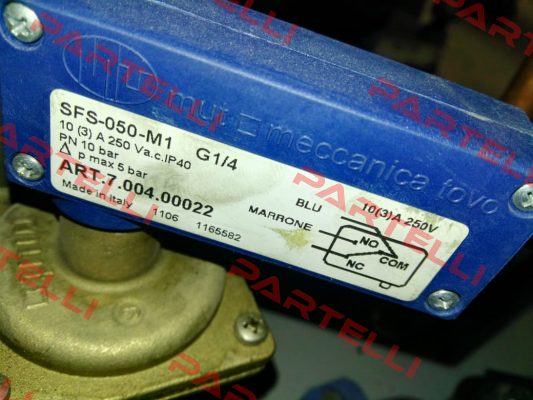 mut meccanica tovo
SFS-050-M1 G1/4
10 (3) A 250 Va.c.IP40
PN 10 bar
Δ p max 5 bar
ART-7.004.00022
Made in Italy 1106 1165582
BLU 10(3)A 250V
MARRONE
NO
COM
NC
PARTELLI
PARTELLI
PARTELLI
PARTELLI
PARTELLI
PARTELLI